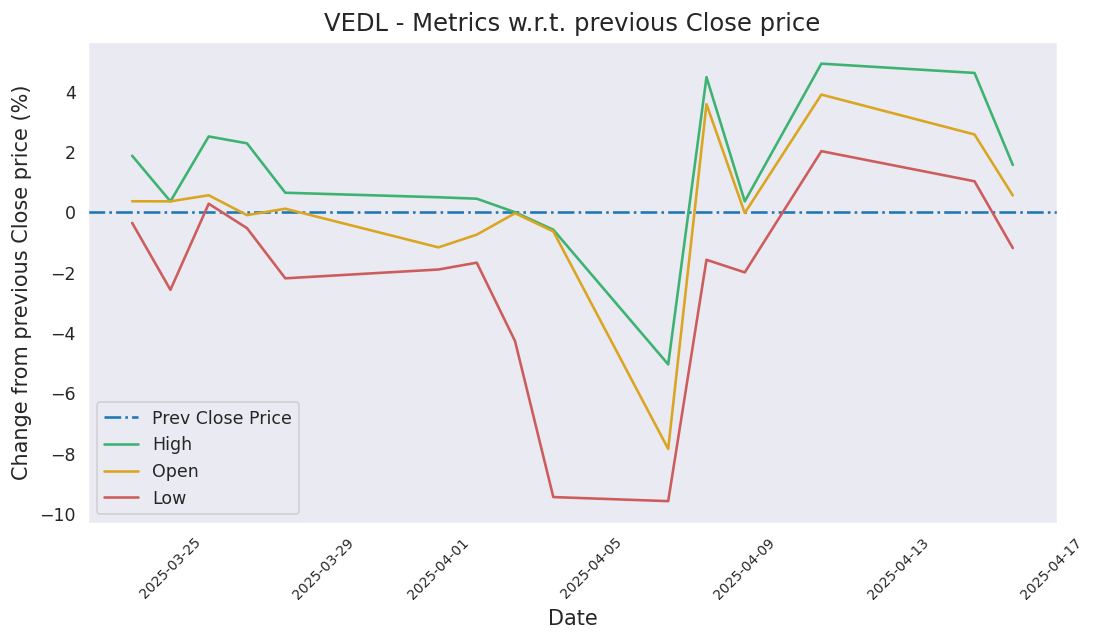 VEDL - Metrics w.r.t. previous Close price
Change from previous Close price (%)
4
2
0
−2
−4
−6
−8
−10
Prev Close Price
High
Open
Low
2025-03-25
2025-03-29
2025-04-01
2025-04-05
2025-04-09
2025-04-13
2025-04-17
Date